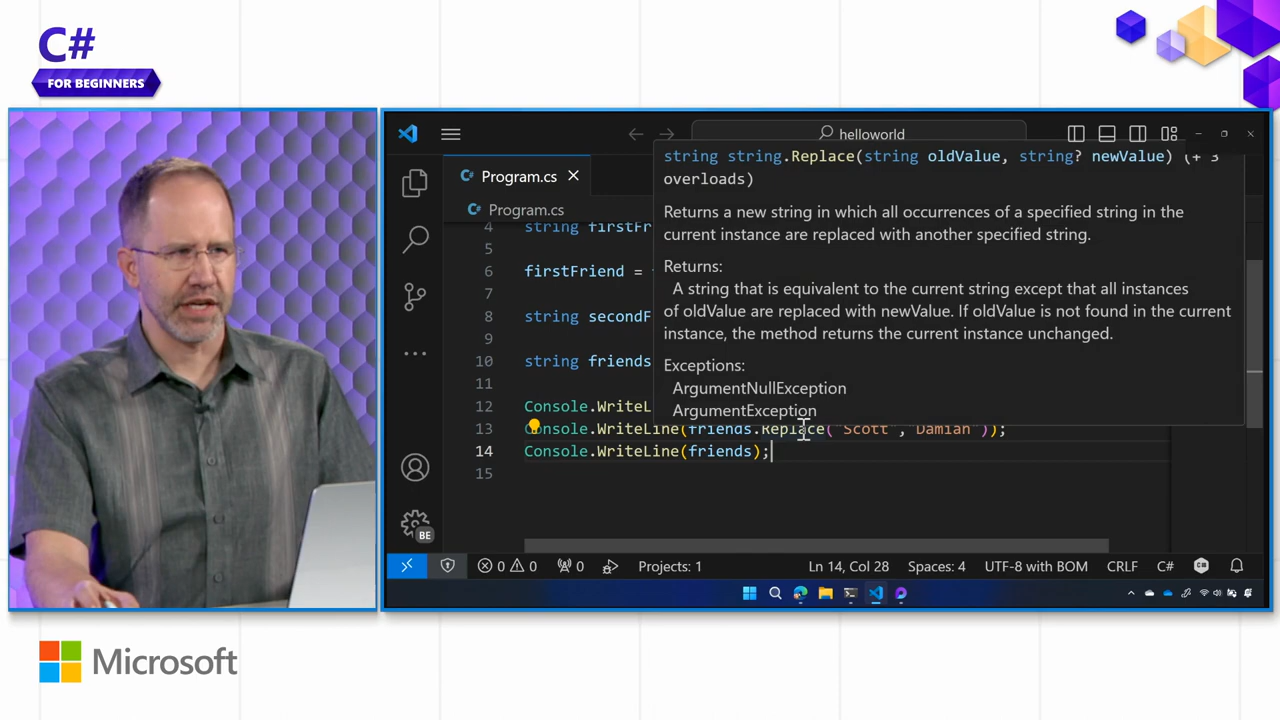 C#
FOR BEGINNERS
helloworld
Program.cs
Program.cs
string string.Replace(string oldValue, string? newValue) (+ 3
overloads)
Returns a new string in which all occurrences of a specified string in the
current instance are replaced with another specified string.
Returns:
A string that is equivalent to the current string except that all instances
of oldValue are replaced with newValue. If oldValue is not found in the current
instance, the method returns the current instance unchanged.
Exceptions:
ArgumentNullException
ArgumentException
4 string firstFr
5
6 firstFriend =
7
8 string secondF
9
10 string friends
11
12 Console.WriteL
13 Console.WriteLine(friends.Replace("Scott","Damian"));
14 Console.WriteLine(friends);
15
BE
0 0 0 Projects: 1 Ln 14, Col 28 Spaces: 4 UTF-8 with BOM CRLF C#
Microsoft